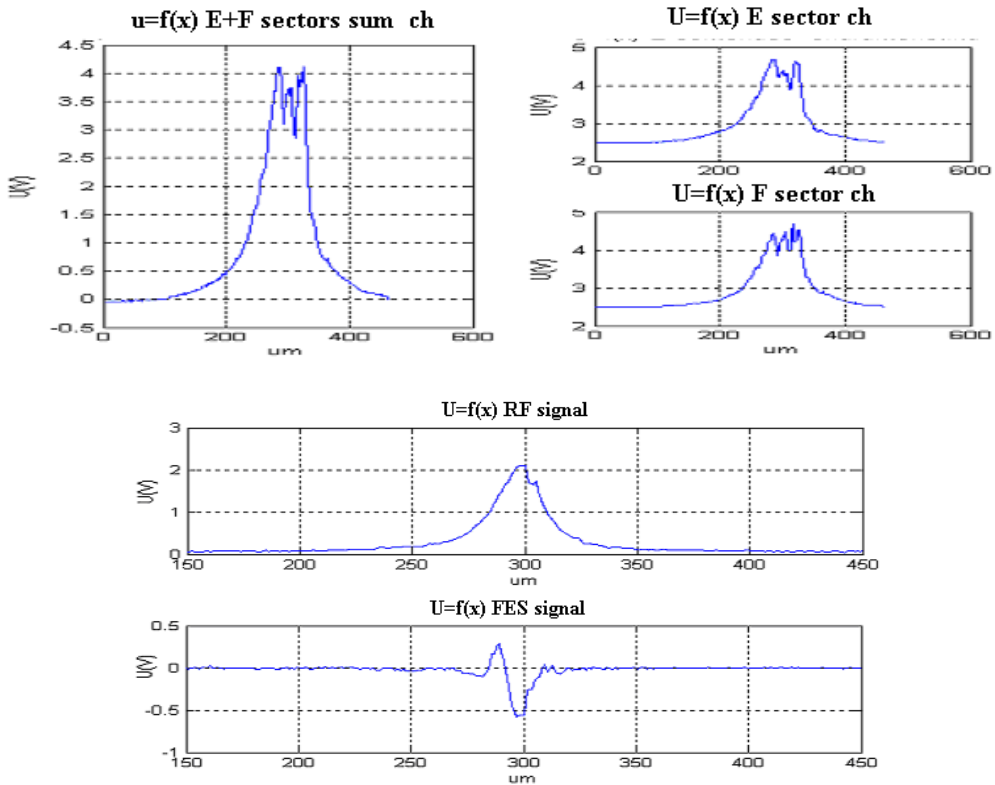 u=f(x) E+F sectors sum ch
4.5
4
3.5
3
2.5
2
1.5
1
0.5
0
-0.5
U(V)
0 200 400 600
um
U=f(x) E sector ch
5
4
3
2
U(V)
0 200 400 600
U=f(x) F sector ch
5
4
3
2
U(V)
0 200 400 600
um
U=f(x) RF signal
3
2
1
0
U(V)
150 200 250 300 350 400 450
um
U=f(x) FES signal
0.5
0
-0.5
-1
U(V)
150 200 250 300 350 400 450
um